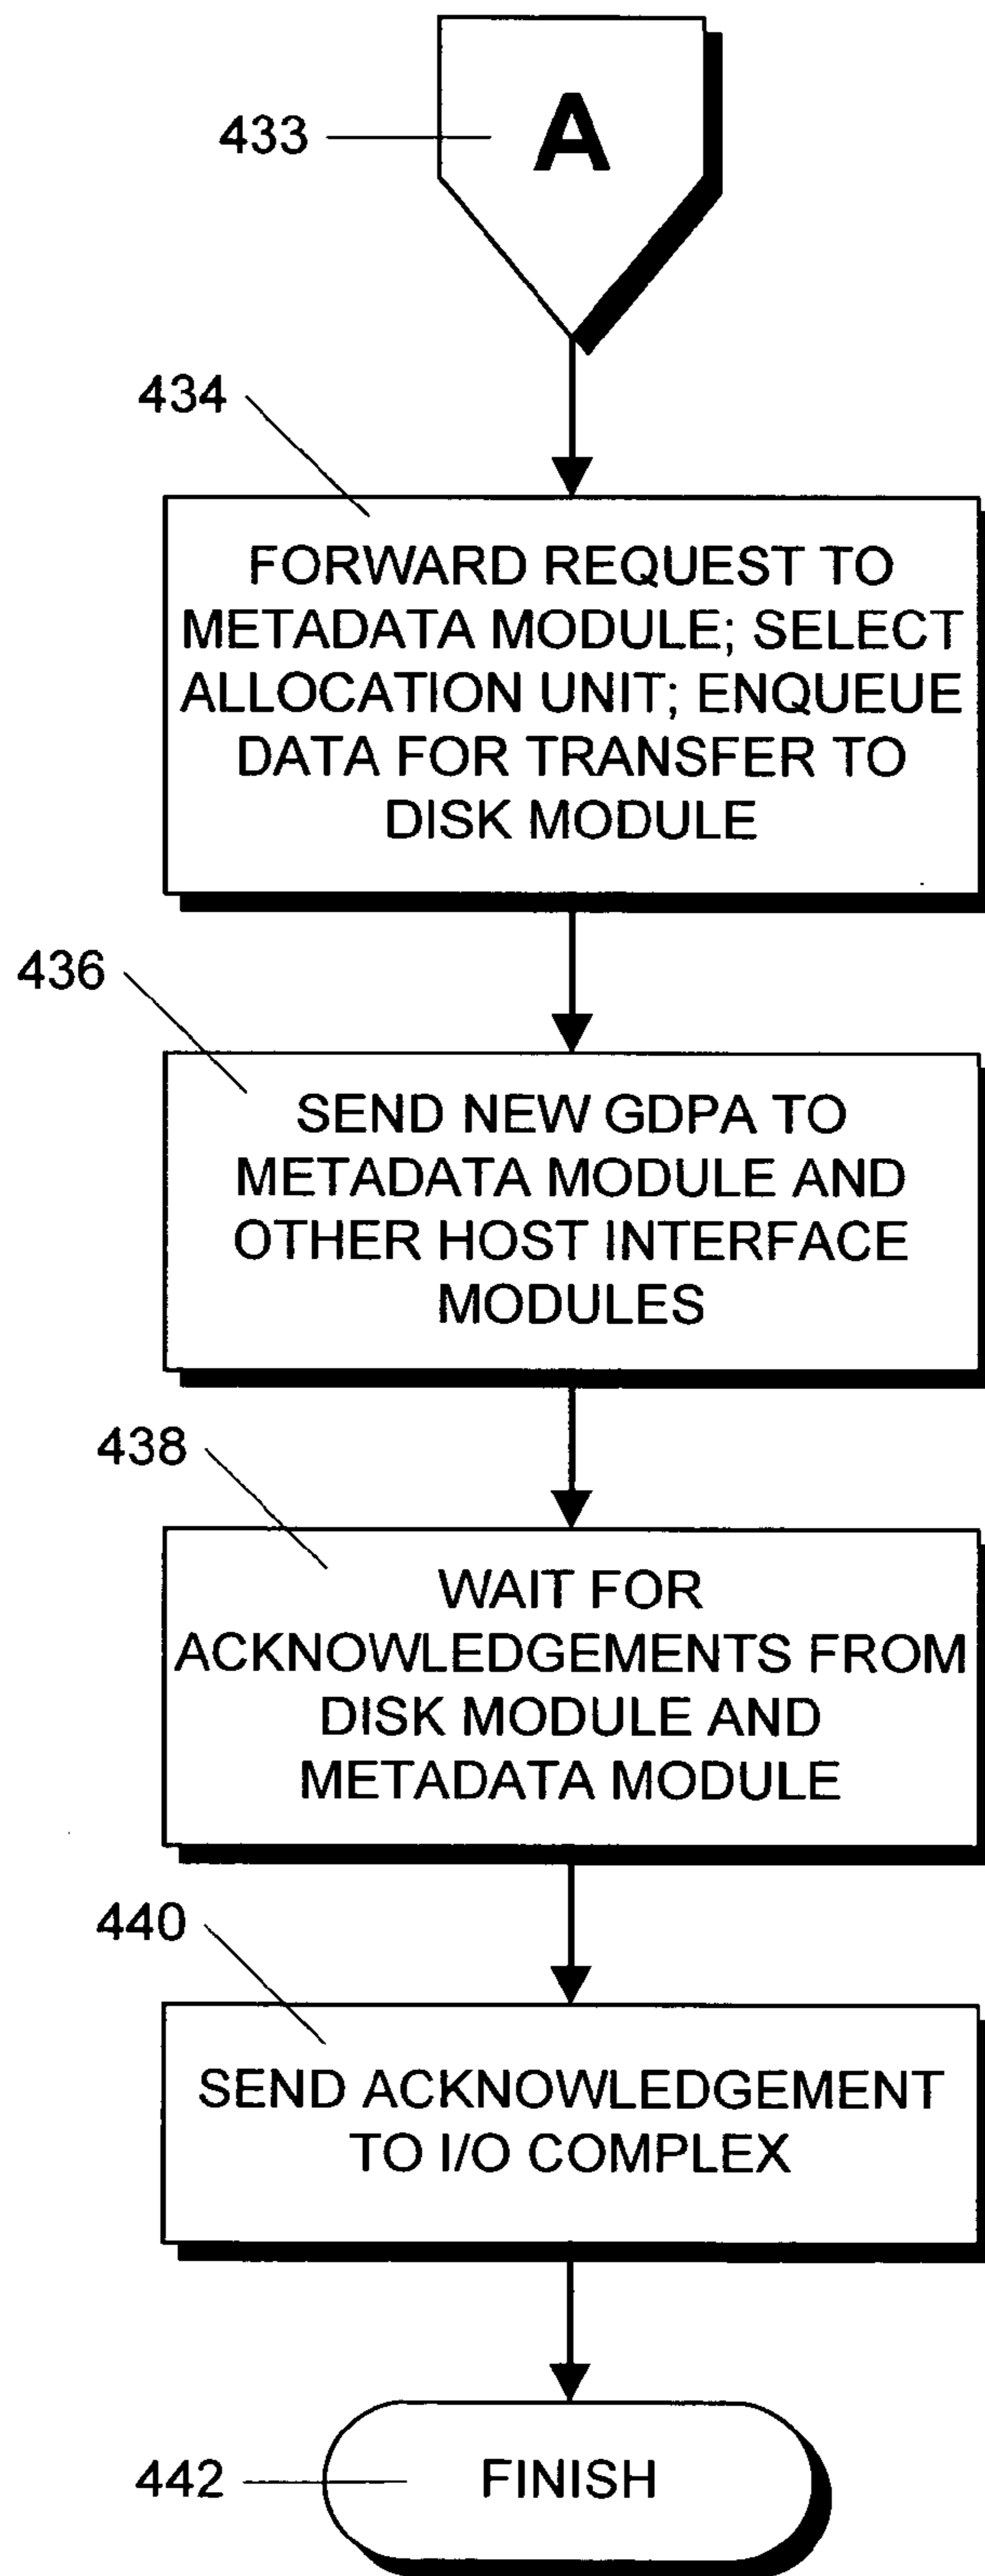 A
433
434
FORWARD REQUEST TO
METADATA MODULE; SELECT
ALLOCATION UNIT; ENQUEUE
DATA FOR TRANSFER TO
DISK MODULE
436
SEND NEW GDPA TO
METADATA MODULE AND
OTHER HOST INTERFACE
MODULES
438
WAIT FOR
ACKNOWLEDGEMENTS FROM
DISK MODULE AND
METADATA MODULE
440
SEND ACKNOWLEDGEMENT
TO I/O COMPLEX
442
FINISH